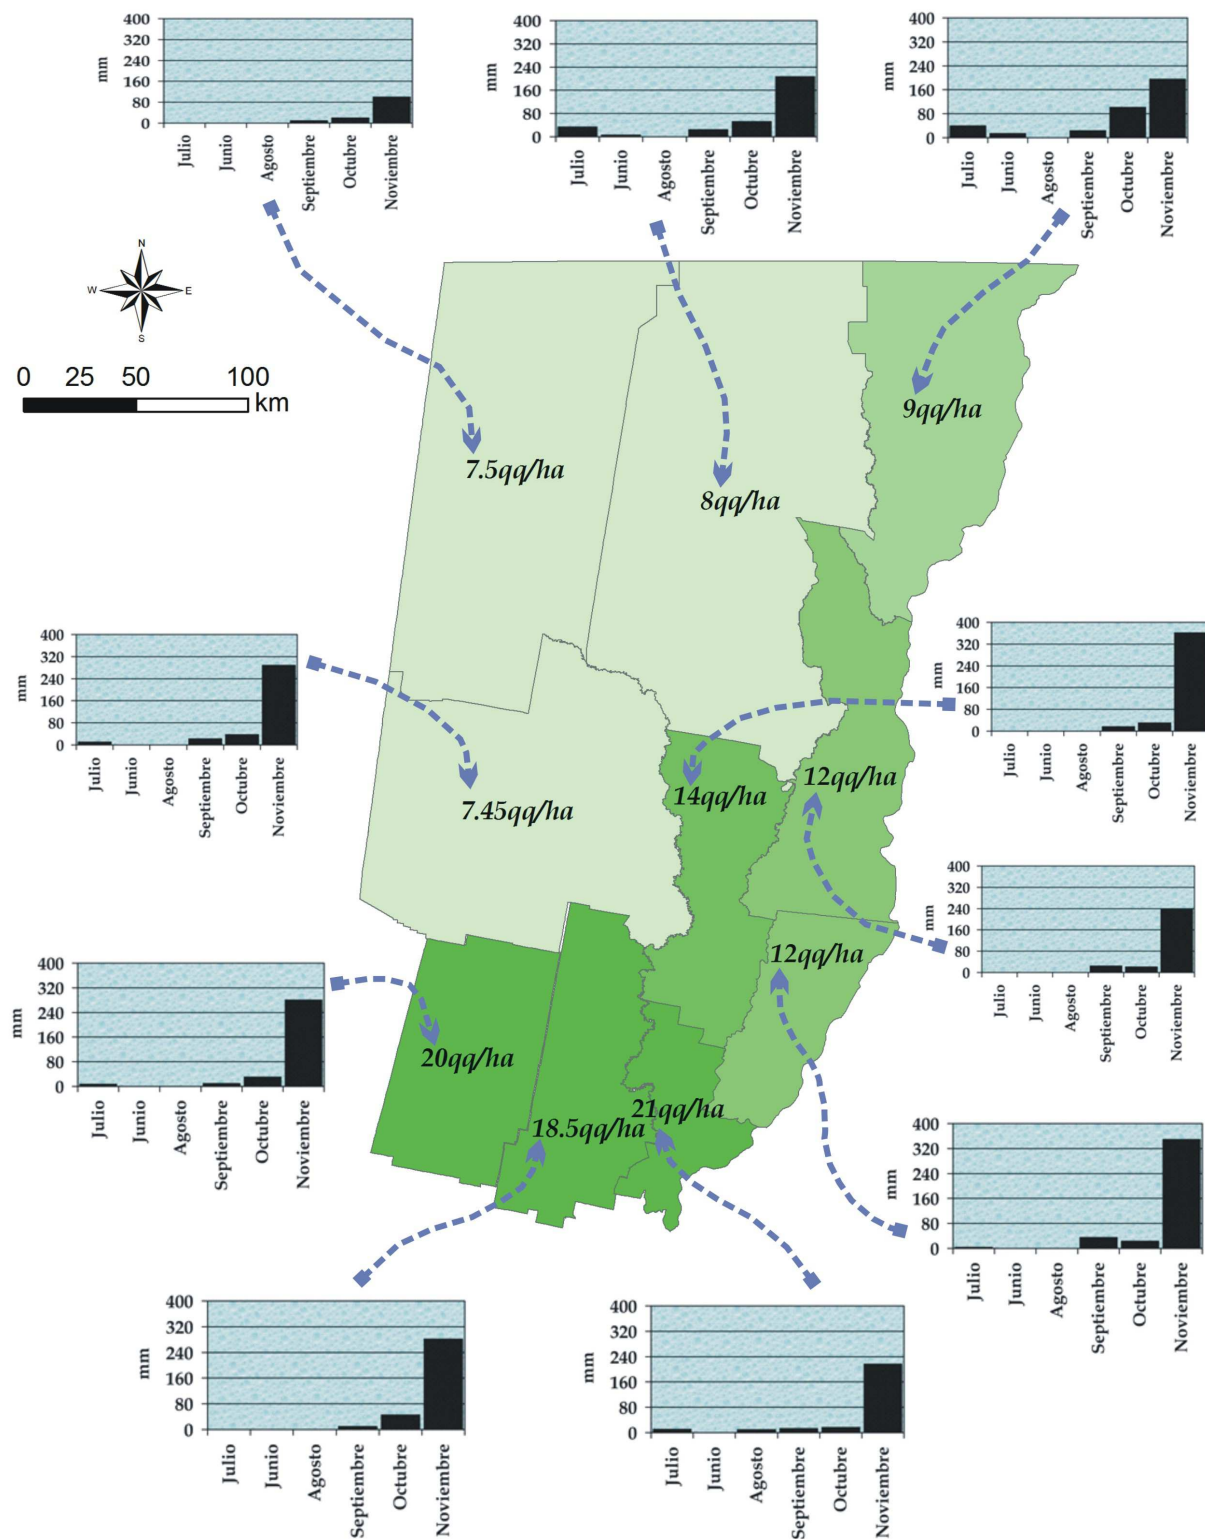 400
320
240
160
80
0
mm
Julio
Junio
Agosto
Septiembre
Octubre
Noviembre
400
320
240
160
80
0
mm
Julio
Junio
Agosto
Septiembre
Octubre
Noviembre
400
320
240
160
80
0
mm
Julio
Junio
Agosto
Septiembre
Octubre
Noviembre
N
W
E
S
0 25 50 100
km
7.5qq/ha
8qq/ha
9qq/ha
400
320
240
160
80
0
mm
Julio
Junio
Agosto
Septiembre
Octubre
Noviembre
7.45qq/ha
14qq/ha
12qq/ha
400
320
240
160
80
0
mm
Julio
Junio
Agosto
Septiembre
Octubre
Noviembre
400
320
240
160
80
0
mm
Julio
Junio
Agosto
Septiembre
Octubre
Noviembre
12qq/ha
400
320
240
160
80
0
mm
Julio
Junio
Agosto
Septiembre
Octubre
Noviembre
20qq/ha
18.5qq/ha
21qq/ha
400
320
240
160
80
0
mm
Julio
Junio
Agosto
Septiembre
Octubre
Noviembre
400
320
240
160
80
0
mm
Julio
Junio
Agosto
Septiembre
Octubre
Noviembre
400
320
240
160
80
0
mm
Julio
Junio
Agosto
Septiembre
Octubre
Noviembre